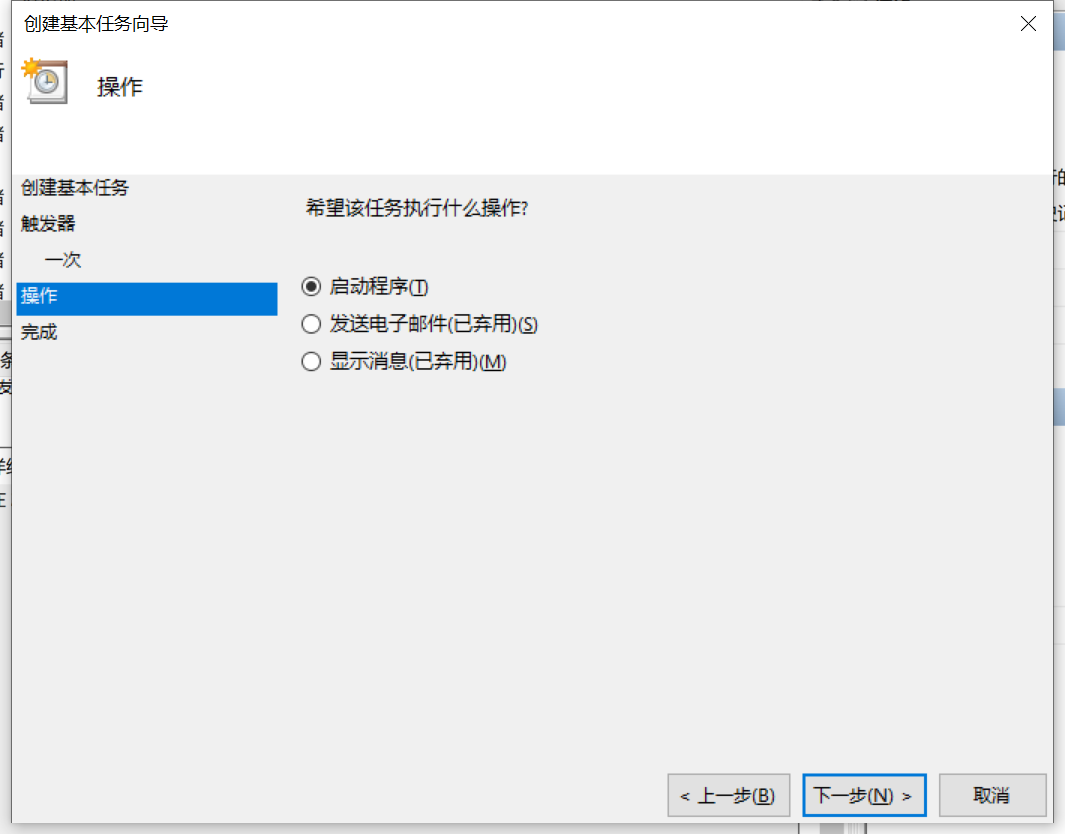 创建基本任务向导
操作
创建基本任务
触发器
一次
操作
完成
希望该任务执行什么操作?
启动程序(T)
发送电子邮件(已弃用)(S)
显示消息(已弃用)(M)
< 上一步(B)
下一步(N) >
取消